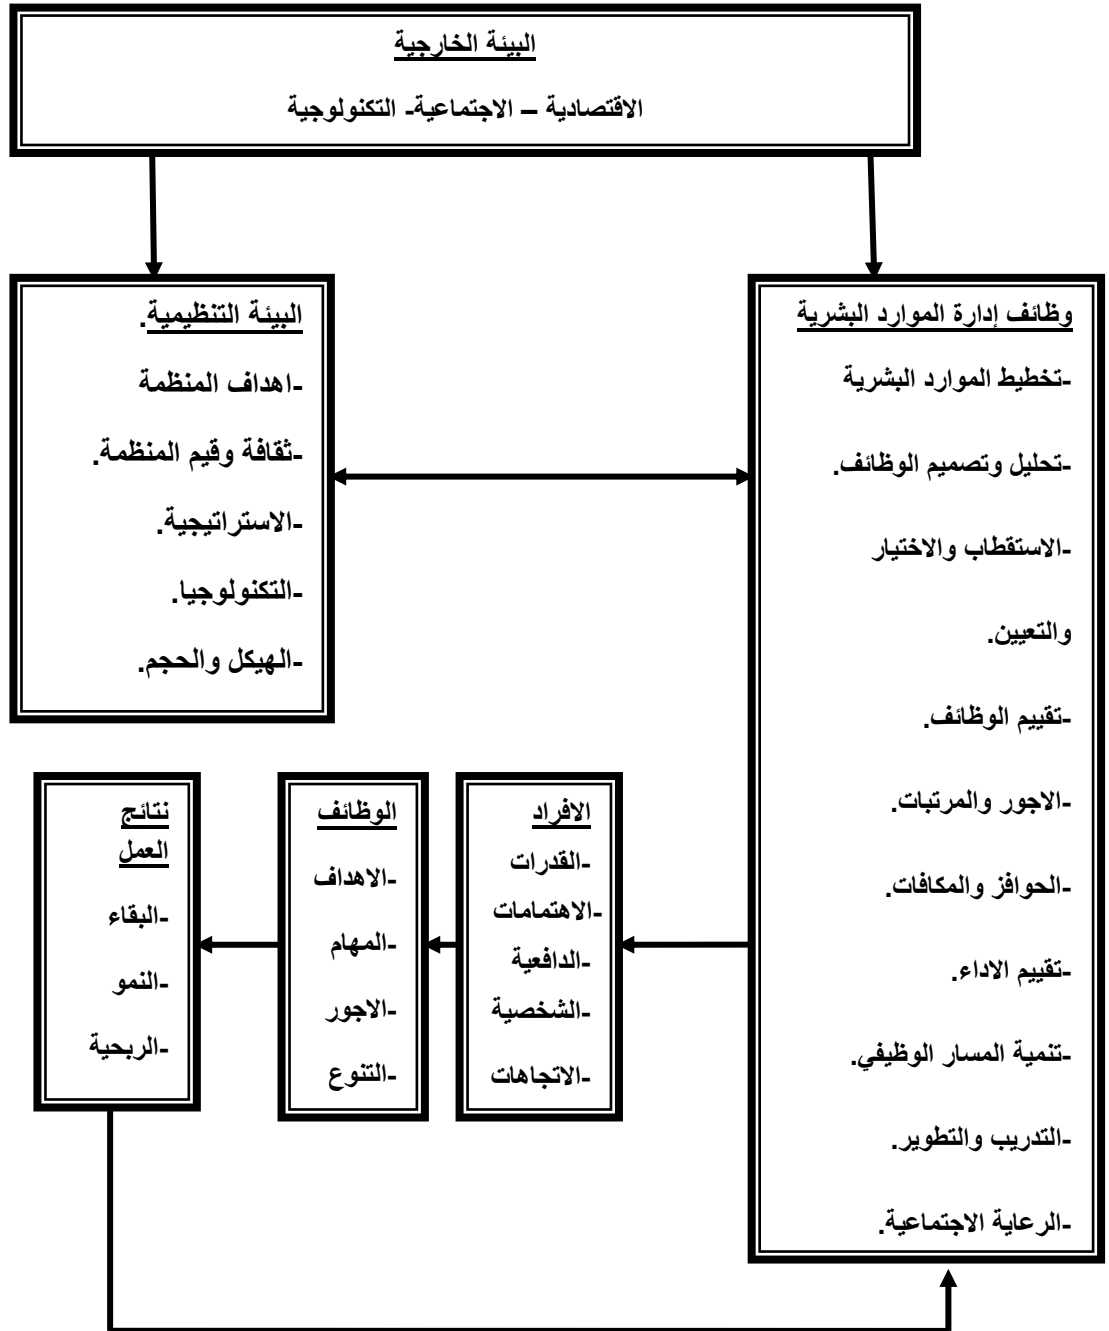 البيئة الخارجية
الاقتصادية – الاجتماعية- التكنولوجية
وظائف إدارة الموارد البشرية
-تخطيط الموارد البشرية
-تحليل وتصميم الوظائف.
-الاستقطاب والاختيار
والتعيين.
-تقييم الوظائف.
-الاجور والمرتبات.
-الحوافز والمكافات.
-تقييم الاداء.
-تنمية المسار الوظيفي.
-التدريب والتطوير.
-الرعاية الاجتماعية.
البيئة التنظيمية.
-اهداف المنظمة
-ثقافة وقيم المنظمة.
-الاستراتيجية.
-التكنولوجيا.
-الهيكل والحجم.
الافراد
-القدرات
-الاهتمامات
-الدافعية
-الشخصية
-الاتجاهات
الوظائف
-الاهداف
-المهام
-الاجور
-التنوع
نتائج
العمل
-البقاء
-النمو
-الربحية